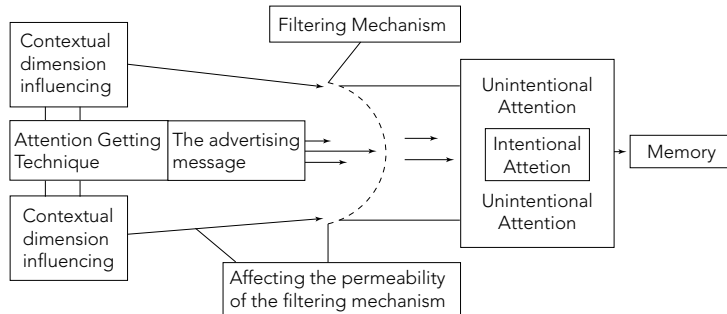 Filtering Mechanism
Contextual
dimension
influencing
Attention Getting
Technique
The advertising
message
Contextual
dimension
influencing
Affecting the permeability
of the filtering mechanism
Unintentional
Attention
Intentional
Attetion
Unintentional
Attention
Memory